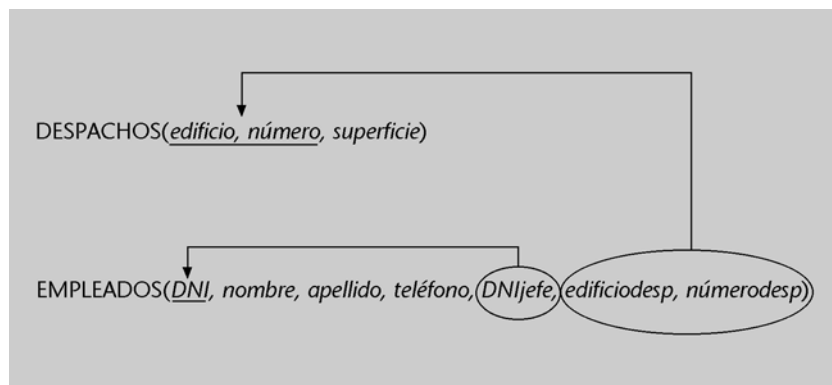 DESPACHOS(edificio, número, superficie)
EMPLEADOS(DNI, nombre, apellido, teléfono, DNIjefe, edificiodesp, númerodesp)